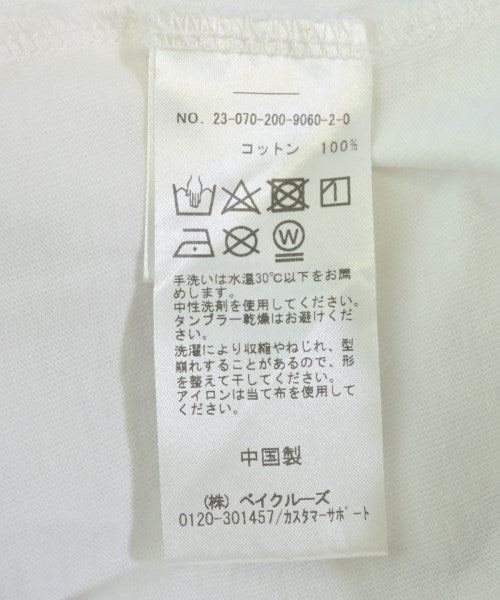 NO. 23-070-200-9060-2-0
コットン 100%
W
手洗いは水温30℃以下をお薦
めします。
中性洗剤を使用してください。
タンブラー乾燥はお避けくだ
さい。
洗濯により収縮やねじれ、型
崩れすることがあるので、形
を整えて干してください。
アイロンは当て布を使用して
ください。
中国製
(株) ベイクルーズ
0120-301457/カスタマーサポート